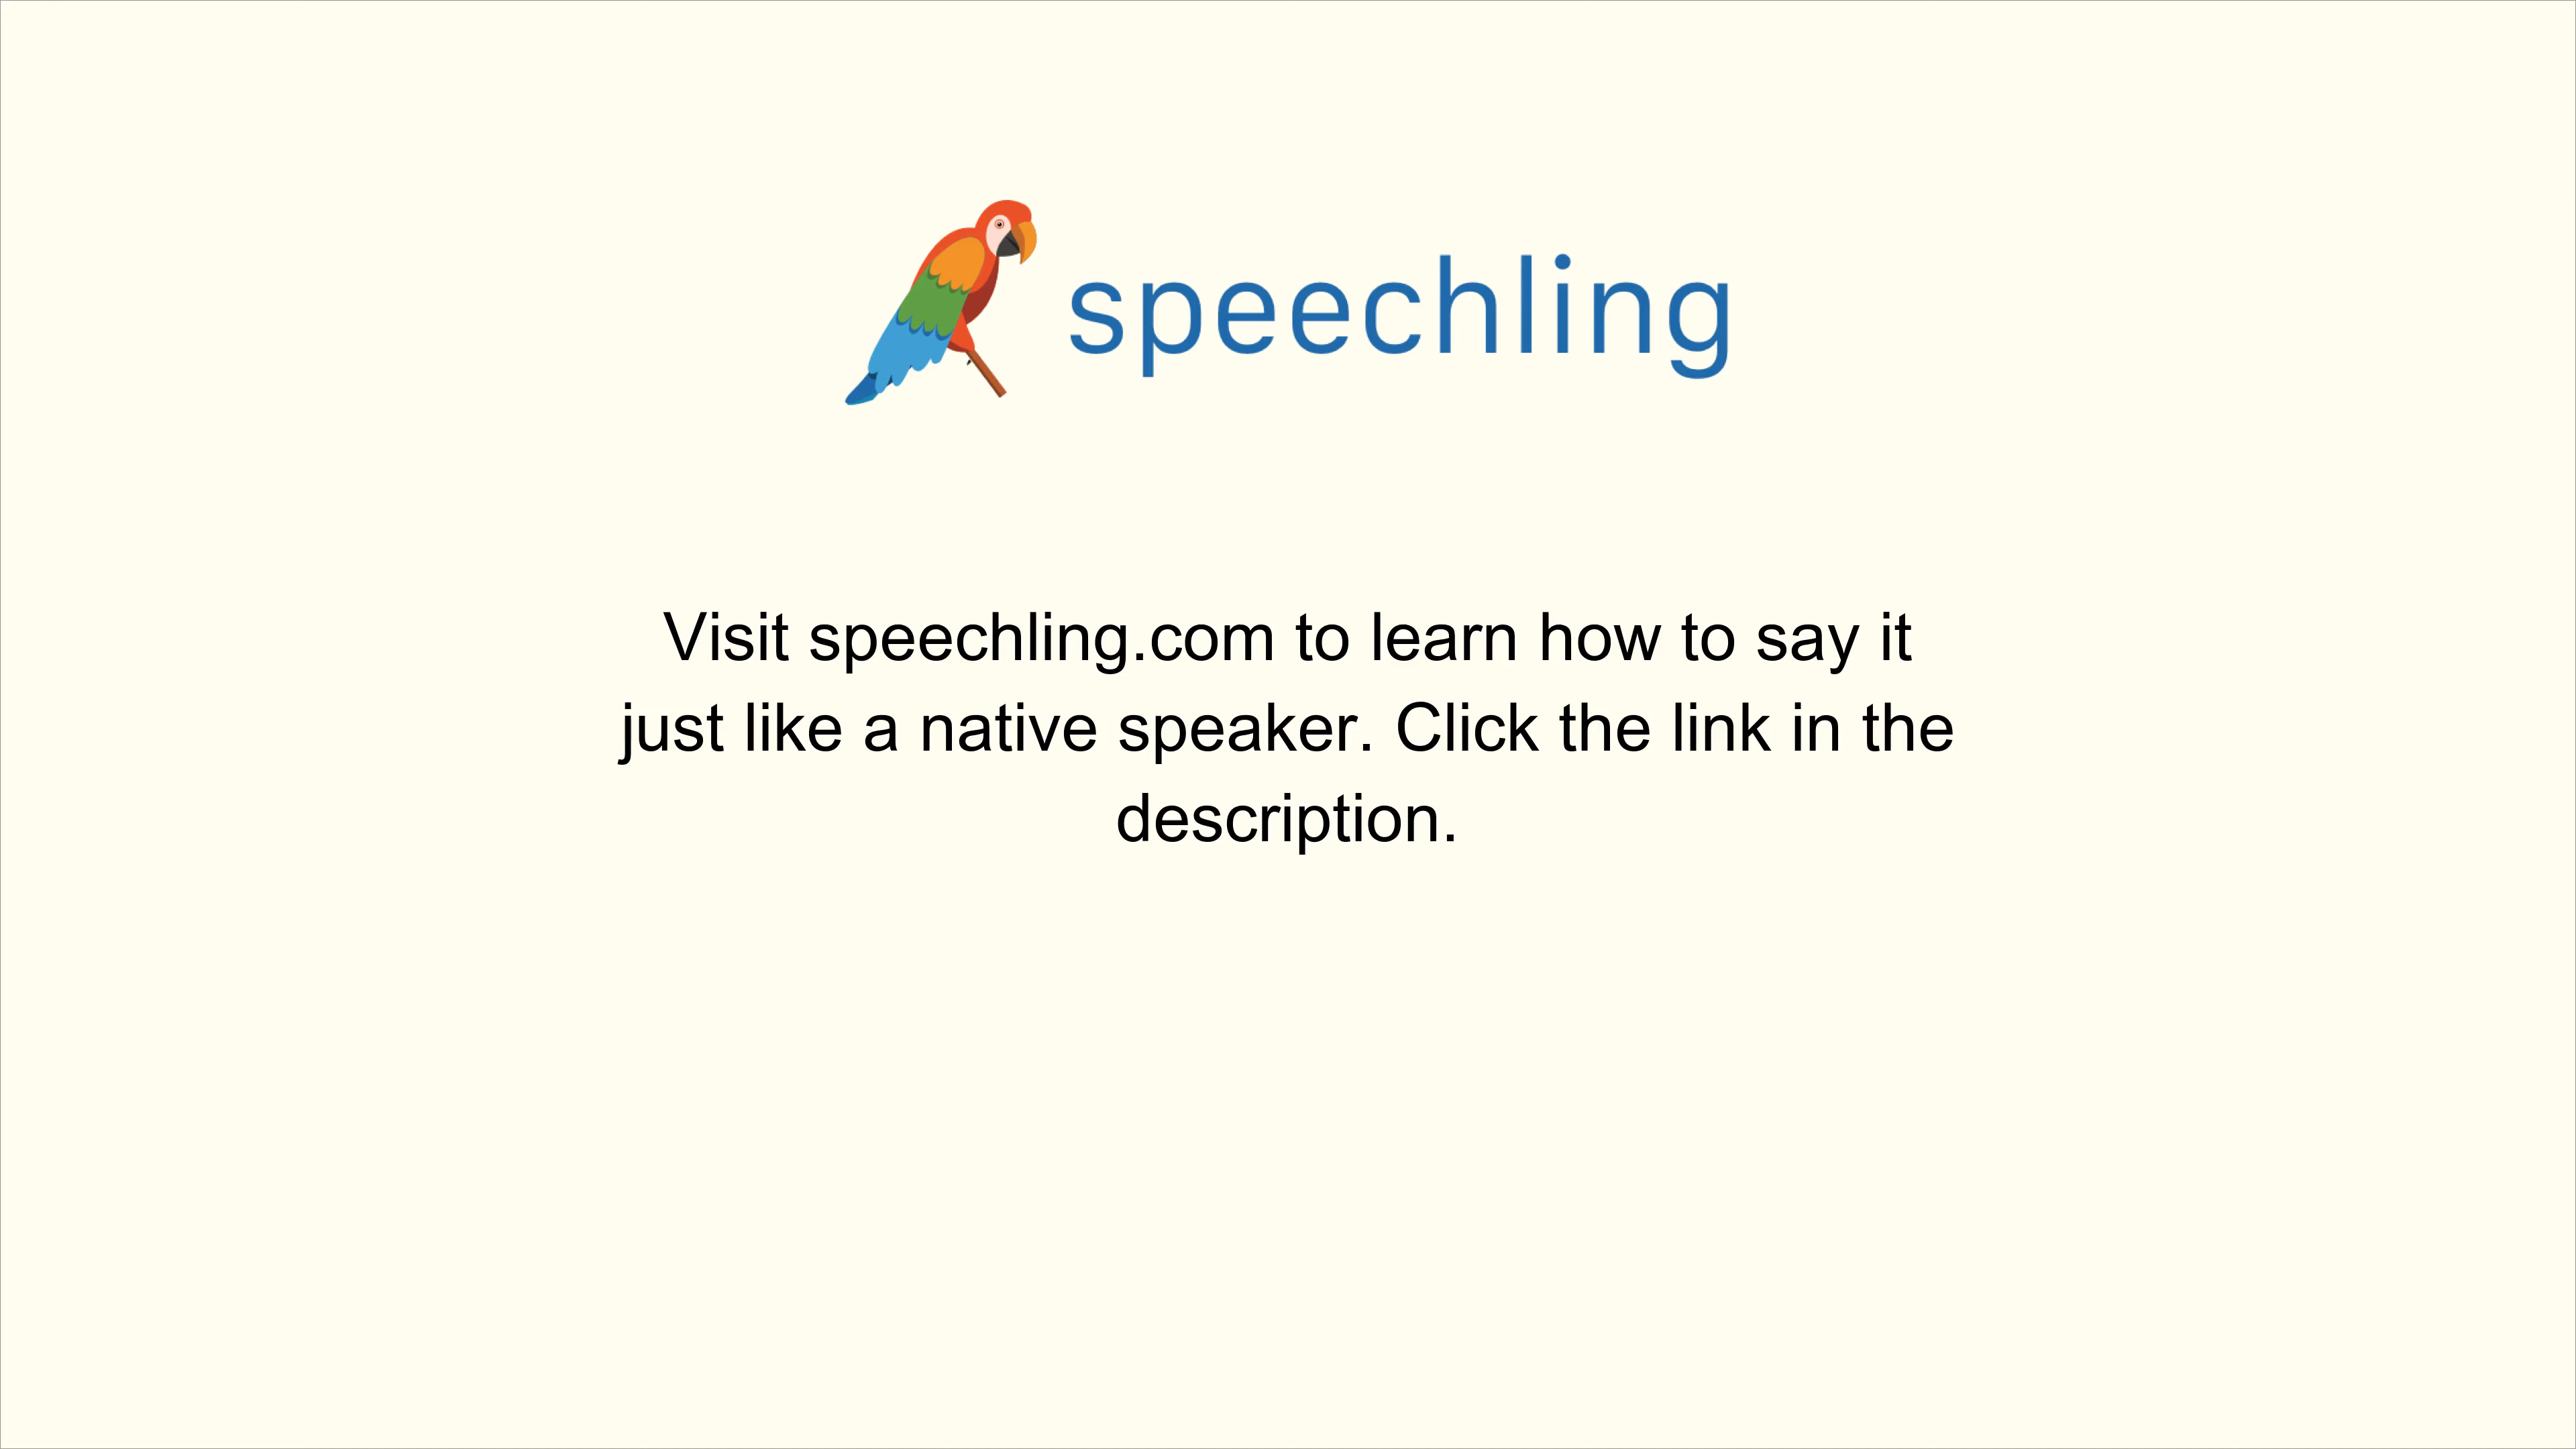 speechling
Visit speechling.com to learn how to say it
just like a native speaker. Click the link in the
description.